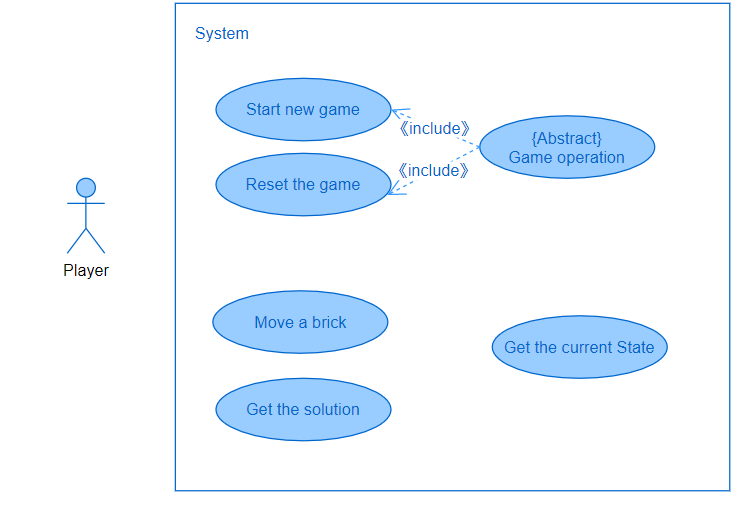 System
Start new game
《include》
{Abstract}
Game operation
《include》
Reset the game
Player
Move a brick
Get the current State
Get the solution